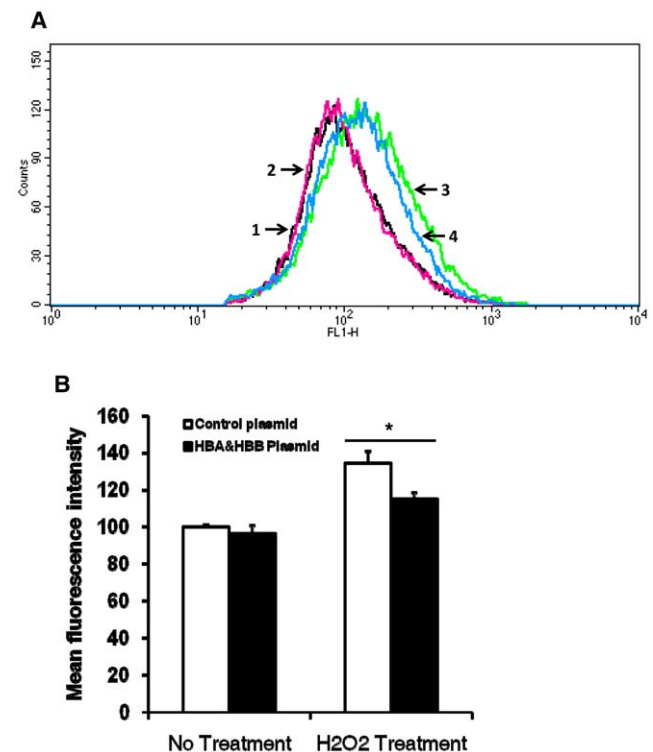 A
150
120
90
60
30
0
Counts
2
1
3
4
10^0
10^1
10^2
10^3
10^4
FL1-H
B
160
140
120
100
80
60
40
20
0
Mean fluorescence intensity
Control plasmid
HBA&HBB Plasmid
*
No Treatment
H2O2 Treatment